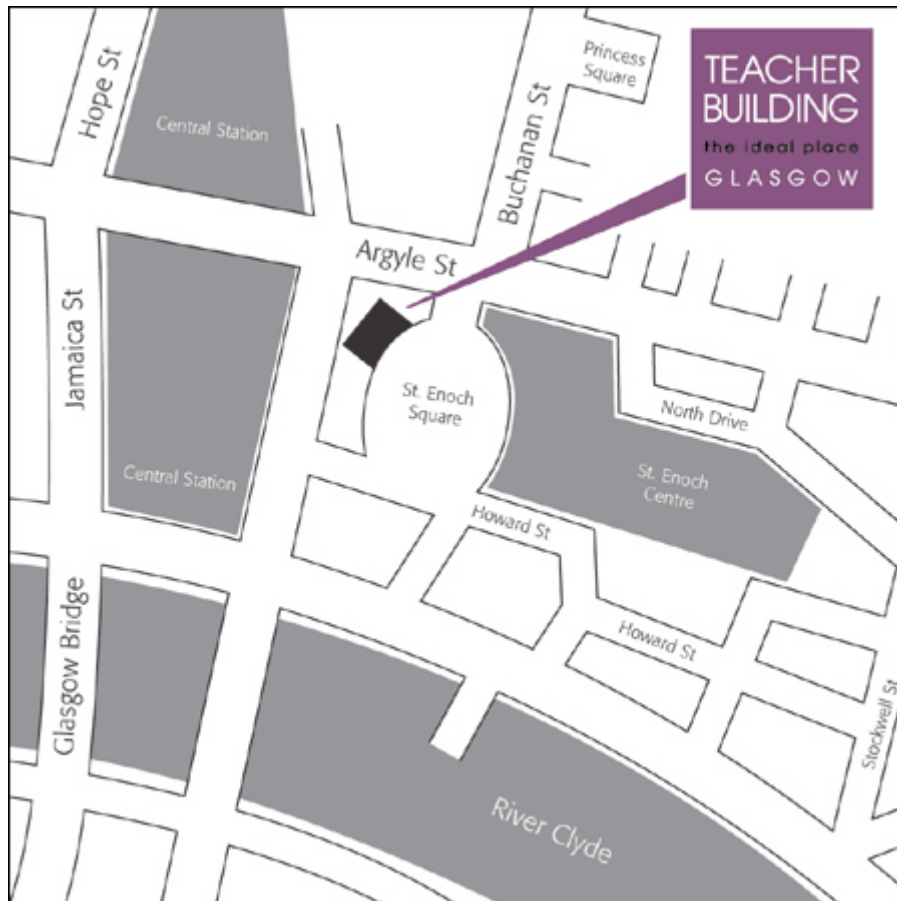 Hope St
Central Station
Buchanan St
Princess
Square
TEACHER
BUILDING
the ideal place
GLASGOW
Argyle St
Jamaica St
St. Enoch
Square
North Drive
Central Station
St. Enoch
Centre
Howard St
Glasgow Bridge
Howard St
Stockwell St
River Clyde